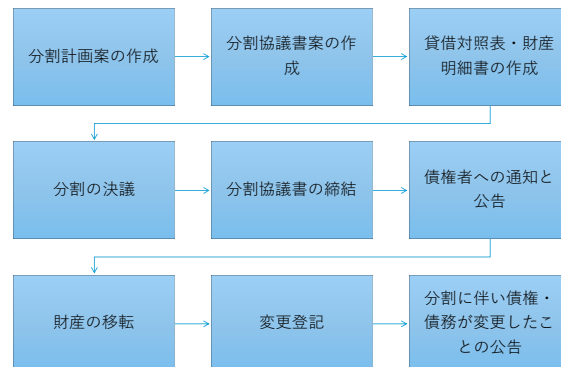 分割計画案の作成
分割協議書案の作
成
貸借対照表・財産
明細書の作成
分割の決議
分割協議書の締結
債権者への通知と
公告
財産の移転
変更登記
分割に伴い債権・
債務が変更したこ
との公告